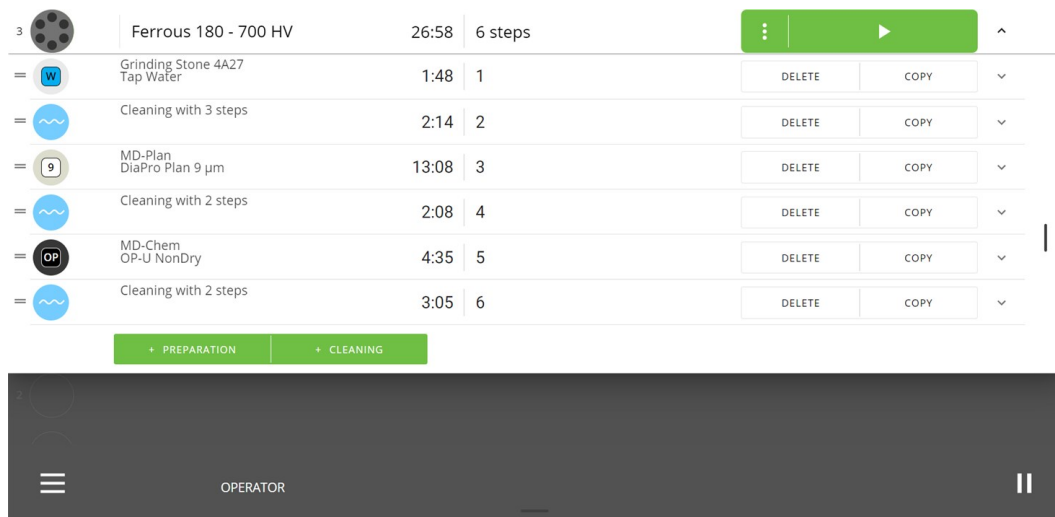 3 Ferrous 180 - 700 HV 26:58 6 steps
Grinding Stone 4A27
W Tap Water 1:48 1 DELETE COPY
Cleaning with 3 steps 2:14 2 DELETE COPY
MD-Plan
9 DiaPro Plan 9 µm 13:08 3 DELETE COPY
Cleaning with 2 steps 2:08 4 DELETE COPY
MD-Chem
OP OP-U NonDry 4:35 5 DELETE COPY
Cleaning with 2 steps 3:05 6 DELETE COPY
+ PREPARATION + CLEANING
2
OPERATOR